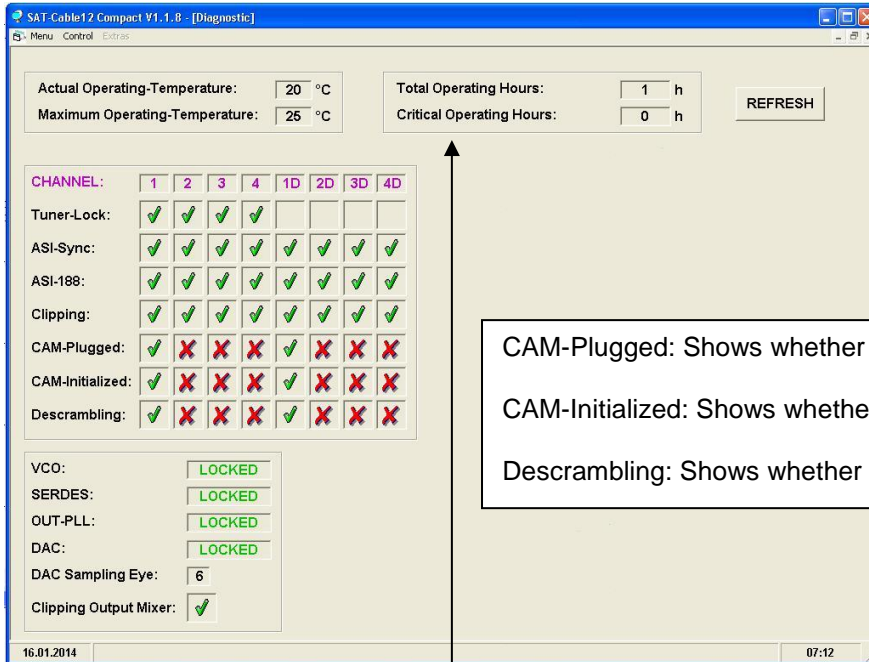 SAT-Cable12 Compact V1.1.8 - [Diagnostic]
Menu Control Extras
Actual Operating-Temperature: 20 °C
Maximum Operating-Temperature: 25 °C
Total Operating Hours: 1 h
Critical Operating Hours: 0 h
REFRESH
CHANNEL: 1 2 3 4 1D 2D 3D 4D
Tuner-Lock:
ASI-Sync:
ASI-188:
Clipping:
CAM-Plugged:
CAM-Initialized:
Descrambling:
CAM-Plugged: Shows whether
CAM-Initialized: Shows whethe
Descrambling: Shows whether
VCO: LOCKED
SERDES: LOCKED
OUT-PLL: LOCKED
DAC: LOCKED
DAC Sampling Eye: 6
Clipping Output Mixer:
16.01.2014 07:12